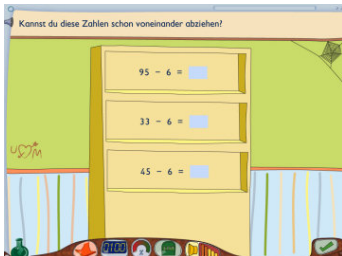 Kannst du diese Zahlen schon voneinander abziehen?
95 - 6 =
33 - 6 =
45 - 6 =